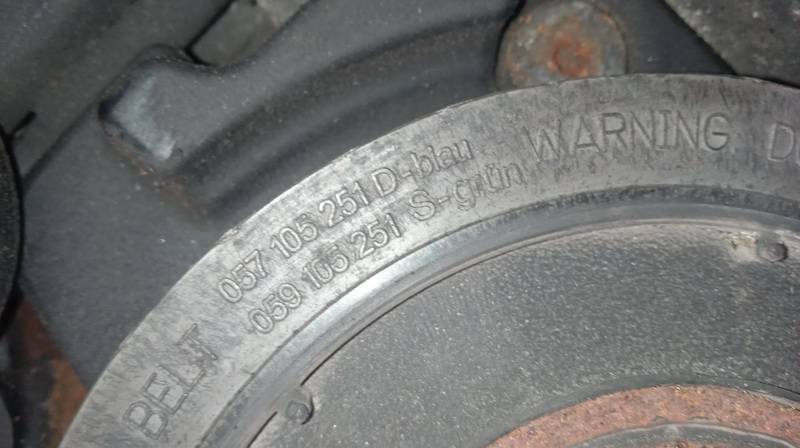 BELT
057 105 251 D-blau
059 105 251 S-grün
WARNING